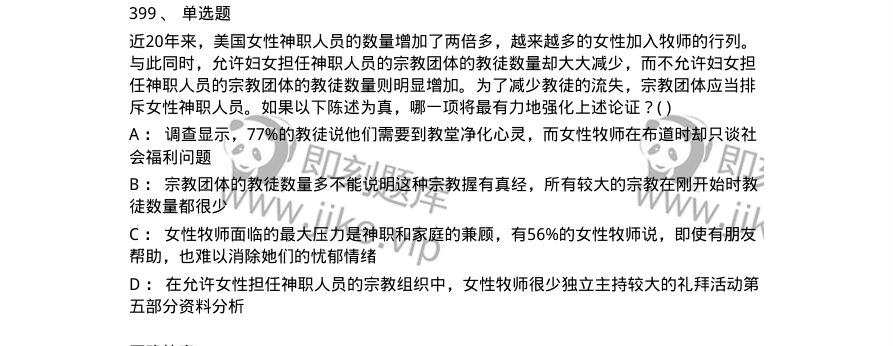 399 、 单选题
近20年来，美国女性神职人员的数量增加了两倍多，越来越多的女性加入牧师的行列。
与此同时，允许妇女担任神职人员的宗教团体的教徒数量却大大减少，而不允许妇女担
任神职人员的宗教团体的教徒数量则明显增加。为了减少教徒的流失，宗教团体应当排
斥女性神职人员。如果以下陈述为真，哪一项将最有力地强化上述论证？( )
A ： 调查显示，77%的教徒说他们需要到教堂净化心灵，而女性牧师在布道时却只谈社
会福利问题
B ： 宗教团体的教徒数量多不能说明这种宗教握有真经，所有较大的宗教在刚开始时教
徒数量都很少
C ： 女性牧师面临的最大压力是神职和家庭的兼顾，有56%的女性牧师说，即使有朋友
帮助，也难以消除她们的忧郁情绪
D ： 在允许女性担任神职人员的宗教组织中，女性牧师很少独立主持较大的礼拜活动第
五部分资料分析
即刻题库
www.jike.vip
即刻
www.ji